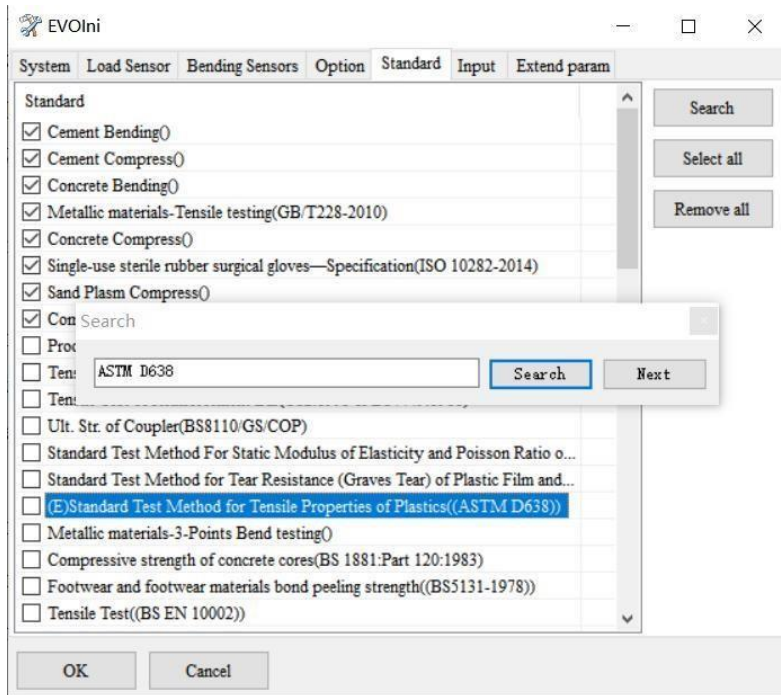 EVOIni
System Load Sensor Bending Sensors Option Standard Input Extend param
Standard
Cement Bending()
Cement Compress()
Concrete Bending()
Metallic materials-Tensile testing(GB/T228-2010)
Concrete Compress()
Single-use sterile rubber surgical gloves—Specification(ISO 10282-2014)
Sand Plasm Compress()
Search
ASTM D638
Search Next
Ult. Str. of Coupler(BS8110/GS/COP)
Standard Test Method For Static Modulus of Elasticity and Poisson Ratio o...
Standard Test Method for Tear Resistance (Graves Tear) of Plastic Film and...
(E)Standard Test Method for Tensile Properties of Plastics((ASTM D638))
Metallic materials-3-Points Bend testing()
Compressive strength of concrete cores(BS 1881:Part 120:1983)
Footwear and footwear materials bond peeling strength((BS5131-1978))
Tensile Test((BS EN 10002))
Search
Select all
Remove all
OK Cancel